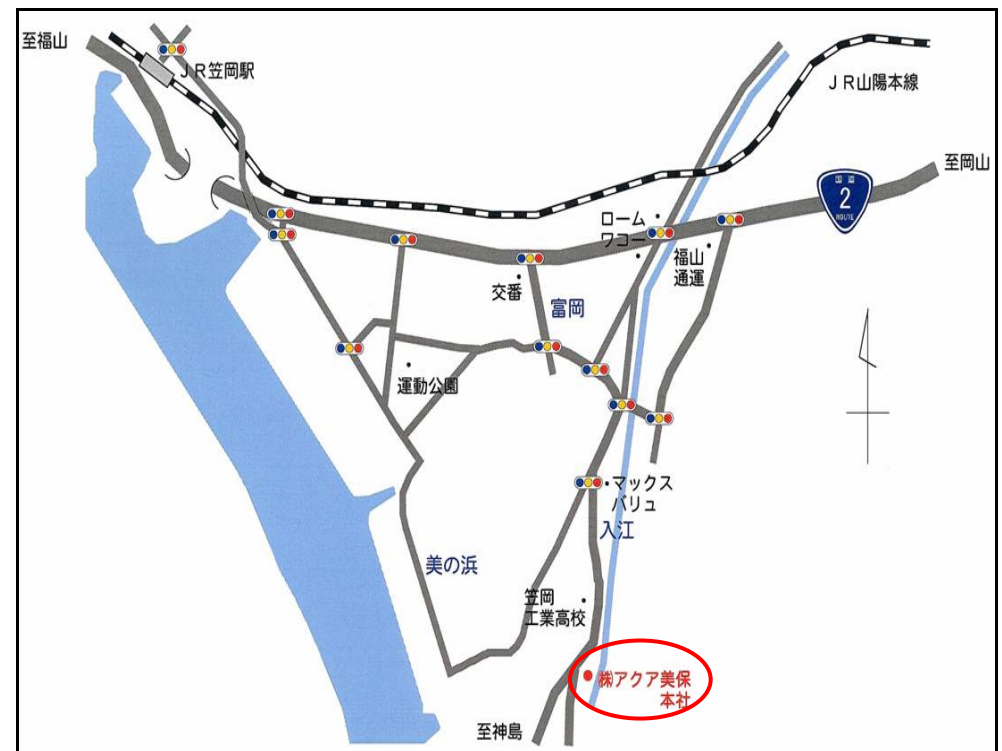 至福山
ＪＲ笠岡駅
ＪＲ山陽本線
至岡山
国道
2
ROUTE
ローム
ワコー
福山
通運
交番
富岡
運動公園
マックス
バリュ
入江
美の浜
笠岡
工業高校
㈱アクア美保
本社
至神島